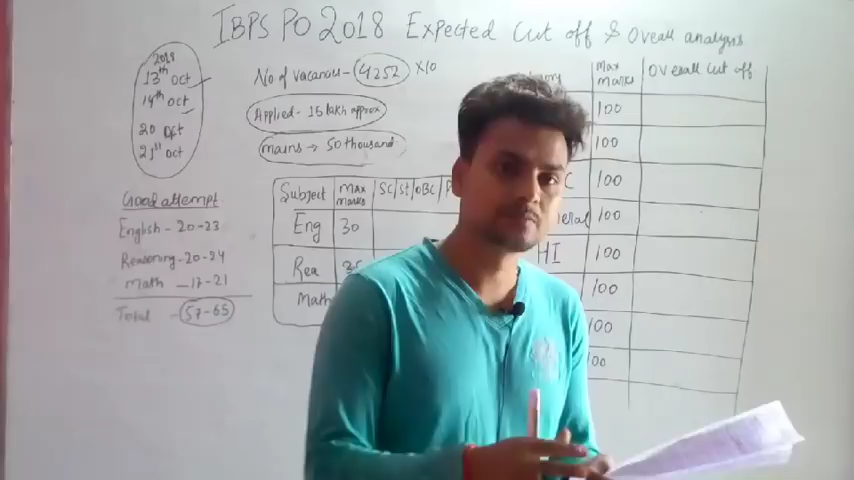 IBPS PO 2018 Expected Cut off & Overall analysis
2018
13th Oct
14th Oct
20 Oct
21st Oct
No of vacancies - 4252 x10
Applied - 15 lakh approx
mains → 50 thousand
Good attempt
English - 20-23
Reasoning - 20-24
Math - 17-21
Total - 57-65
Subject Max marks SC/St/OBC/
Eng 30
Rea
Math
Max marks Overall cut off
100
100
100
100
HI 100
100
100
100